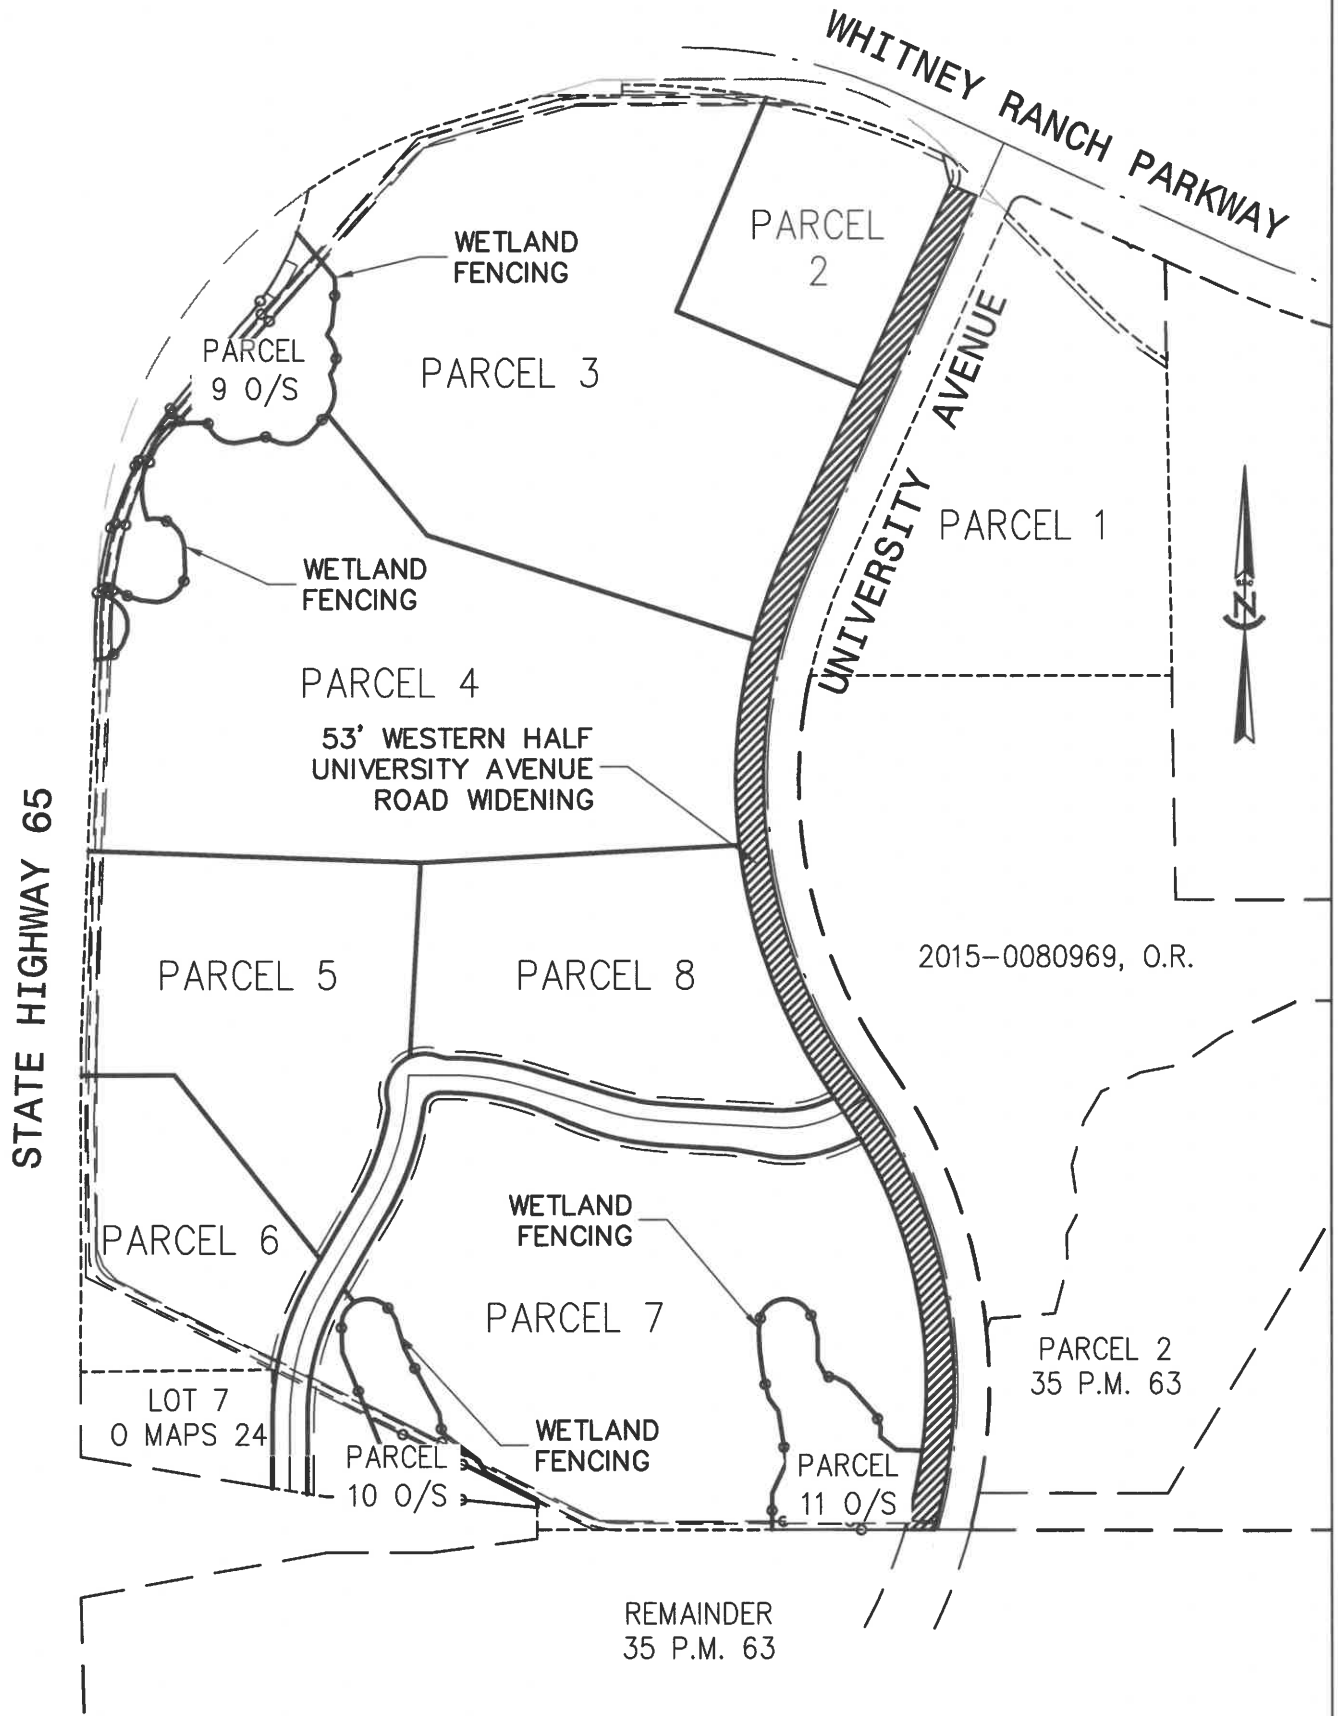 WHITNEY RANCH PARKWAY
PARCEL
2
WETLAND
FENCING
PARCEL
9 O/S
PARCEL 3
UNIVERSITY AVENUE
PARCEL 1
N
WETLAND
FENCING
PARCEL 4
53' WESTERN HALF
UNIVERSITY AVENUE
ROAD WIDENING
STATE HIGHWAY 65
PARCEL 5
PARCEL 8
2015-0080969, O.R.
WETLAND
FENCING
PARCEL 6
PARCEL 7
PARCEL 2
35 P.M. 63
LOT 7
O MAPS 24
WETLAND
FENCING
PARCEL
10 O/S
PARCEL
11 O/S
REMAINDER
35 P.M. 63